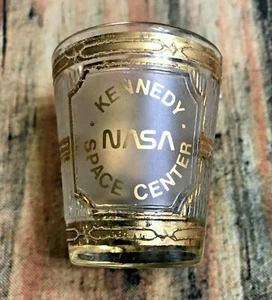 · KENNEDY ·
NASA
SPACE CENTER